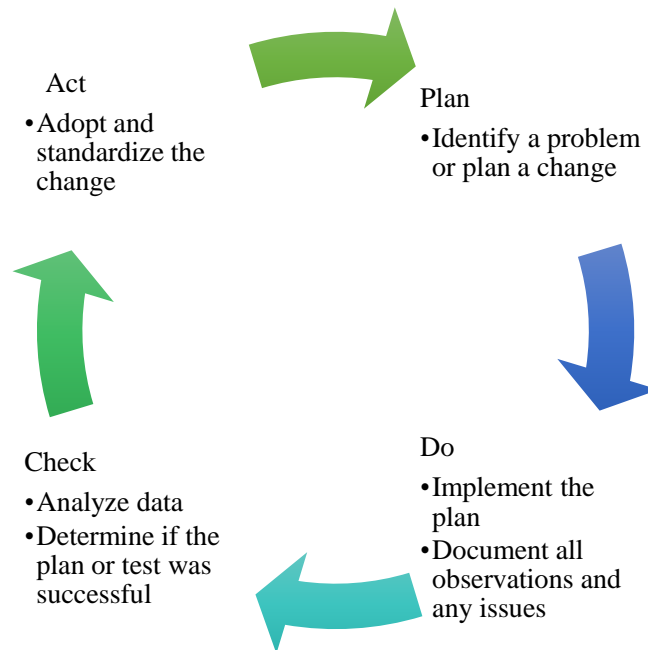 Act
•Adopt and
standardize the
change
Plan
•Identify a problem
or plan a change
Do
•Implement the
plan
•Document all
observations and
any issues
Check
•Analyze data
•Determine if the
plan or test was
successful